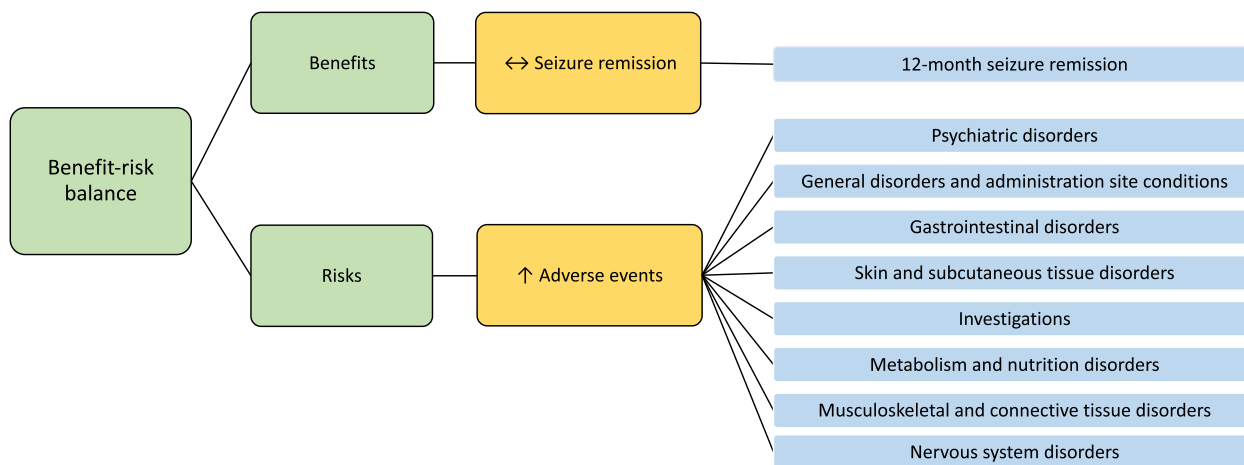 Benefit-risk
balance
Benefits
↔ Seizure remission
12-month seizure remission
Risks
↑ Adverse events
Psychiatric disorders
General disorders and administration site conditions
Gastrointestinal disorders
Skin and subcutaneous tissue disorders
Investigations
Metabolism and nutrition disorders
Musculoskeletal and connective tissue disorders
Nervous system disorders